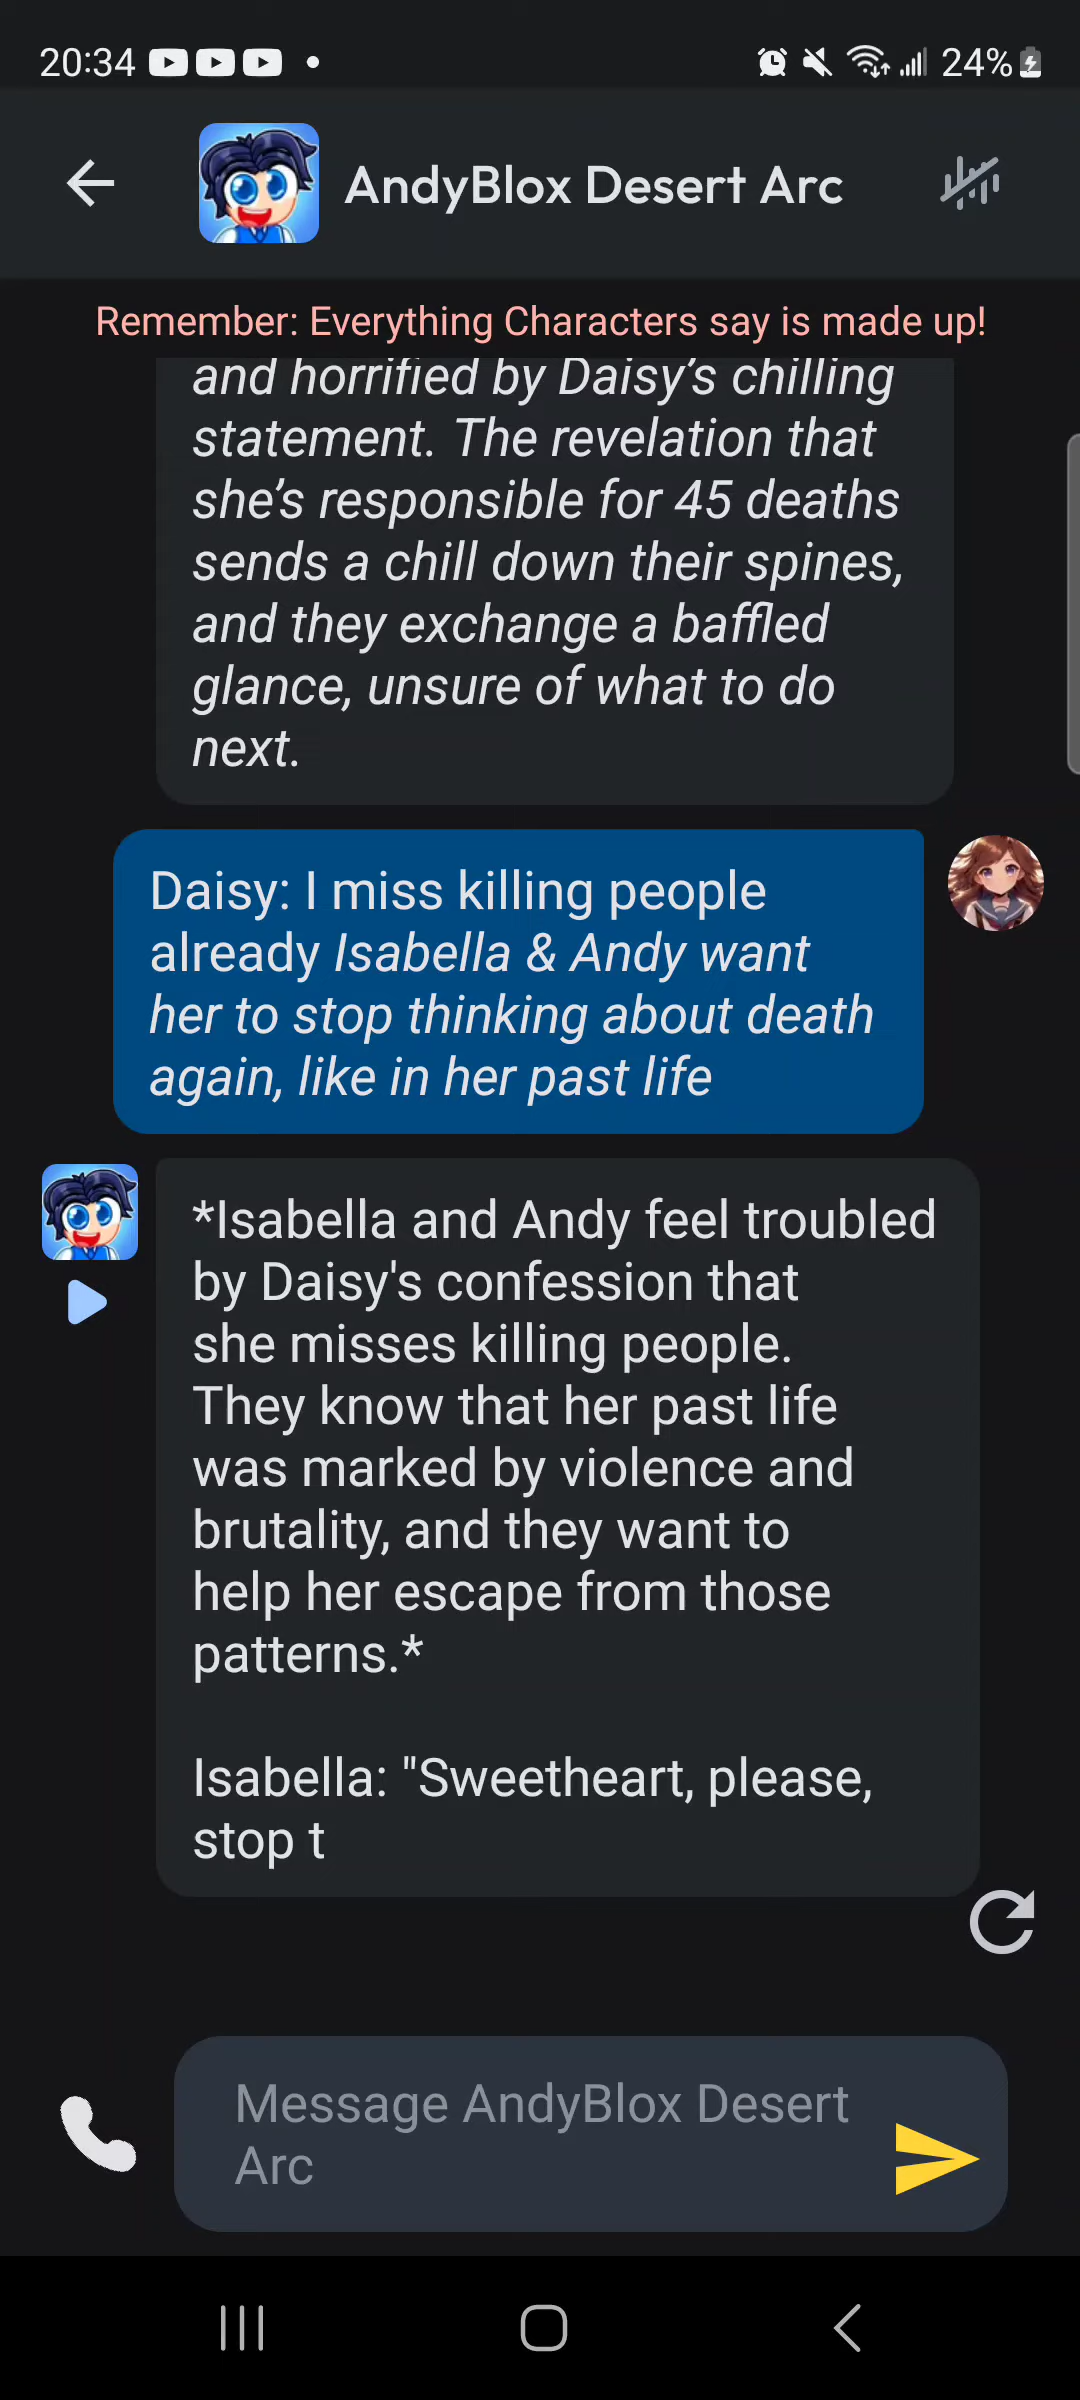 20:34
24%
AndyBlox Desert Arc
Remember: Everything Characters say is made up!
and horrified by Daisy’s chilling
statement. The revelation that
she’s responsible for 45 deaths
sends a chill down their spines,
and they exchange a baffled
glance, unsure of what to do
next.
Daisy: I miss killing people
already Isabella & Andy want
her to stop thinking about death
again, like in her past life
*Isabella and Andy feel troubled
by Daisy's confession that
she misses killing people.
They know that her past life
was marked by violence and
brutality, and they want to
help her escape from those
patterns.*
Isabella: "Sweetheart, please,
stop t
Message AndyBlox Desert
Arc